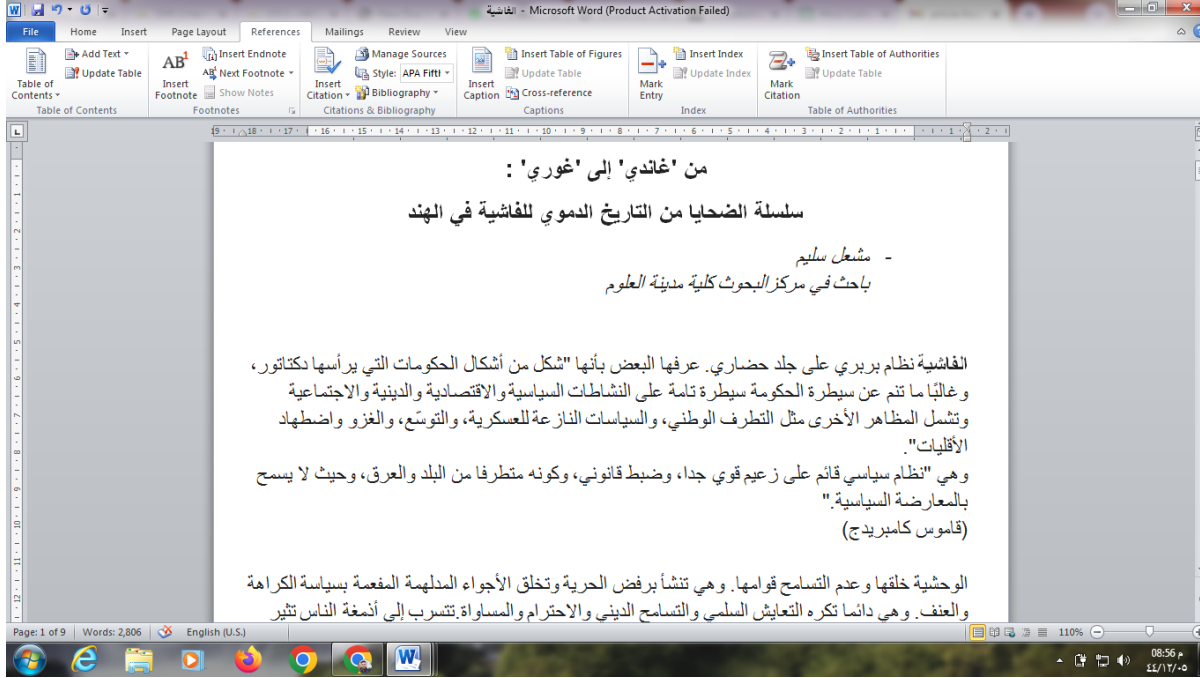 الغاشية - Microsoft Word (Product Activation Failed)
File Home Insert Page Layout References Mailings Review View
Table of Contents
Add Text
Update Table
Table of Contents
AB1
Insert Footnote
Insert Endnote
Next Footnote
Show Notes
Footnotes
Insert Citation
Manage Sources
Style: APA Fifth
Bibliography
Citations & Bibliography
Insert Caption
Insert Table of Figures
Update Table
Cross-reference
Captions
Mark Entry
Insert Index
Update Index
Index
Mark Citation
Insert Table of Authorities
Update Table
Table of Authorities
من 'غاندي' إلى 'غوري' :
سلسلة الضحايا من التاريخ الدموي للفاشية في الهند
- مشعل سليم
باحث في مركز البحوث كلية مدينة العلوم
الفاشية نظام بربري على جلد حضاري. عرفها البعض بأنها "شكل من أشكال الحكومات التي يرأسها دكتاتور،
وغالبًا ما تنم عن سيطرة الحكومة سيطرة تامة على النشاطات السياسية والاقتصادية والدينية والاجتماعية
وتشمل المظاهر الأخرى مثل التطرف الوطني، والسياسات النازعة للعسكرية، والتوسّع، والغزو واضطهاد
الأقليات".
وهي "نظام سياسي قائم على زعيم قوي جدا، وضبط قانوني، وكونه متطرفا من البلد والعرق، وحيث لا يسمح
بالمعارضة السياسية."
(قاموس كامبريدج)
الوحشية خلقها وعدم التسامح قوامها. وهي تنشأ برفض الحرية وتخلق الأجواء المدلهمة المفعمة بسياسة الكراهة
والعنف. وهي دائما تكره التعايش السلمي والتسامح الديني والاحترام والمساواة.تتسرب إلى أذمغة الناس تثير
Page: 1 of 9 Words: 2,806 English (U.S.) 110%
08:56 م
٤٤/١٢/٠٥